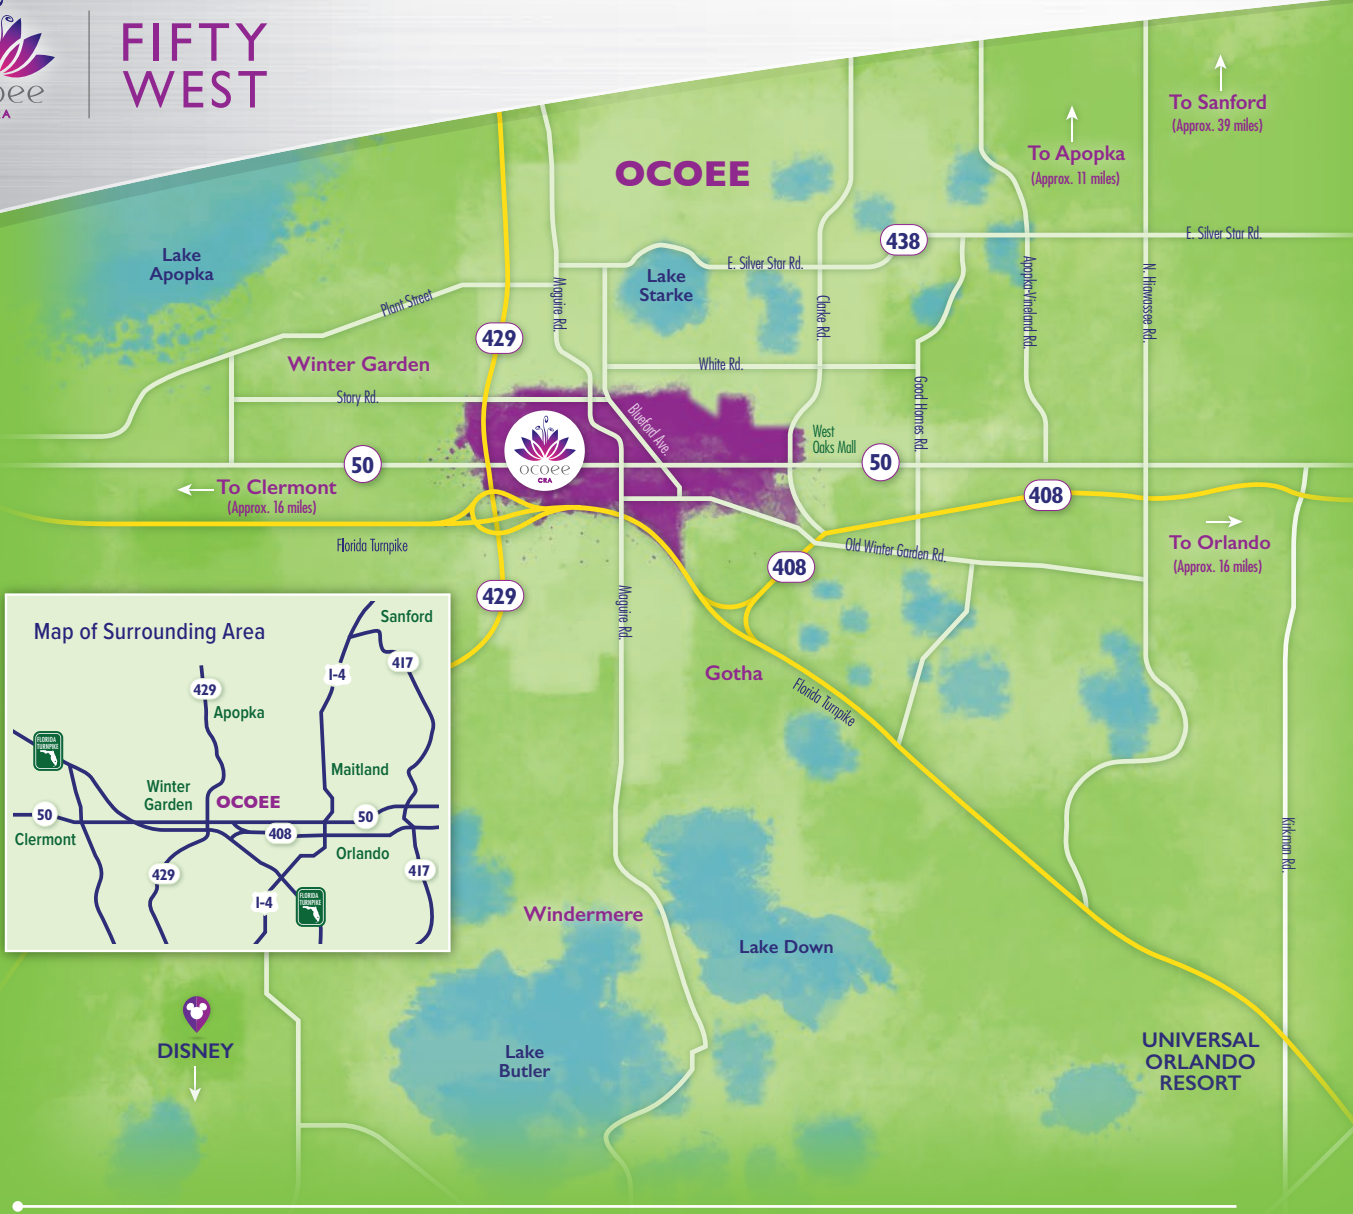 FIFTY
WEST
To Sanford
(Approx. 39 miles)
To Apopka
(Approx. 11 miles)
OCOEE
438
E. Silver Star Rd.
E. Silver Star Rd.
Lake
Apopka
Lake
Starke
Plant Street
Maguire Rd.
Clarke Rd.
Apopka-Vineland Rd.
N. Hiawassee Rd.
429
Winter Garden
White Rd.
Story Rd.
Good Homes Rd.
Blueford Ave.
West
Oaks Mall
ocoee
CRA
50
50
To Clermont
(Approx. 16 miles)
408
Florida Turnpike
To Orlando
(Approx. 16 miles)
Old Winter Garden Rd.
408
429
Maguire Rd.
Gotha
Florida Turnpike
Map of Surrounding Area
Sanford
417
I-4
429
Apopka
FLORIDA
TURNPIKE
Maitland
Winter
Garden
OCOEE
50
50
408
Clermont
Orlando
429
417
I-4
FLORIDA
TURNPIKE
Kirkman Rd.
Windermere
Lake Down
Lake
Butler
DISNEY
UNIVERSAL
ORLANDO
RESORT